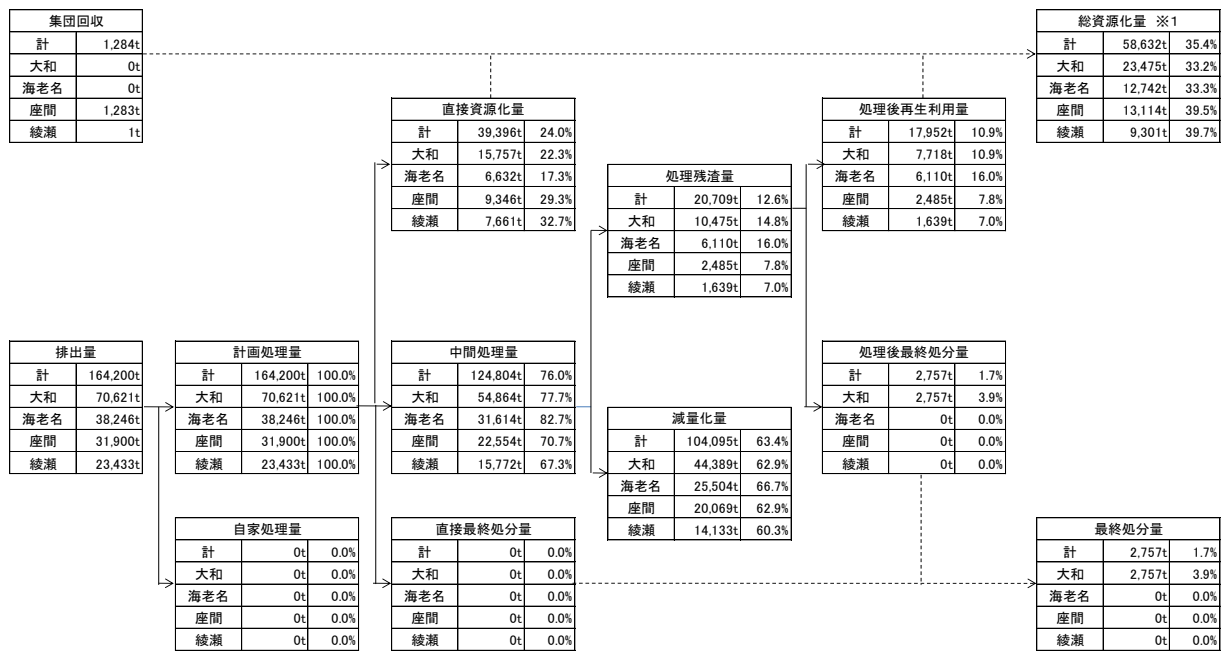 集団回収
計 1,284t
大和 0t
海老名 0t
座間 1,283t
綾瀬 1t
総資源化量 ※1
計 58,632t 35.4%
大和 23,475t 33.2%
海老名 12,742t 33.3%
座間 13,114t 39.5%
綾瀬 9,301t 39.7%
直接資源化量
計 39,396t 24.0%
大和 15,757t 22.3%
海老名 6,632t 17.3%
座間 9,346t 29.3%
綾瀬 7,661t 32.7%
処理後再生利用量
計 17,952t 10.9%
大和 7,718t 10.9%
海老名 6,110t 16.0%
座間 2,485t 7.8%
綾瀬 1,639t 7.0%
処理残渣量
計 20,709t 12.6%
大和 10,475t 14.8%
海老名 6,110t 16.0%
座間 2,485t 7.8%
綾瀬 1,639t 7.0%
排出量
計 164,200t
大和 70,621t
海老名 38,246t
座間 31,900t
綾瀬 23,433t
計画処理量
計 164,200t 100.0%
大和 70,621t 100.0%
海老名 38,246t 100.0%
座間 31,900t 100.0%
綾瀬 23,433t 100.0%
中間処理量
計 124,804t 76.0%
大和 54,864t 77.7%
海老名 31,614t 82.7%
座間 22,554t 70.7%
綾瀬 15,772t 67.3%
処理後最終処分量
計 2,757t 1.7%
大和 2,757t 3.9%
海老名 0t 0.0%
座間 0t 0.0%
綾瀬 0t 0.0%
減量化量
計 104,095t 63.4%
大和 44,389t 62.9%
海老名 25,504t 66.7%
座間 20,069t 62.9%
綾瀬 14,133t 60.3%
自家処理量
計 0t 0.0%
大和 0t 0.0%
海老名 0t 0.0%
座間 0t 0.0%
綾瀬 0t 0.0%
直接最終処分量
計 0t 0.0%
大和 0t 0.0%
海老名 0t 0.0%
座間 0t 0.0%
綾瀬 0t 0.0%
最終処分量
計 2,757t 1.7%
大和 2,757t 3.9%
海老名 0t 0.0%
座間 0t 0.0%
綾瀬 0t 0.0%